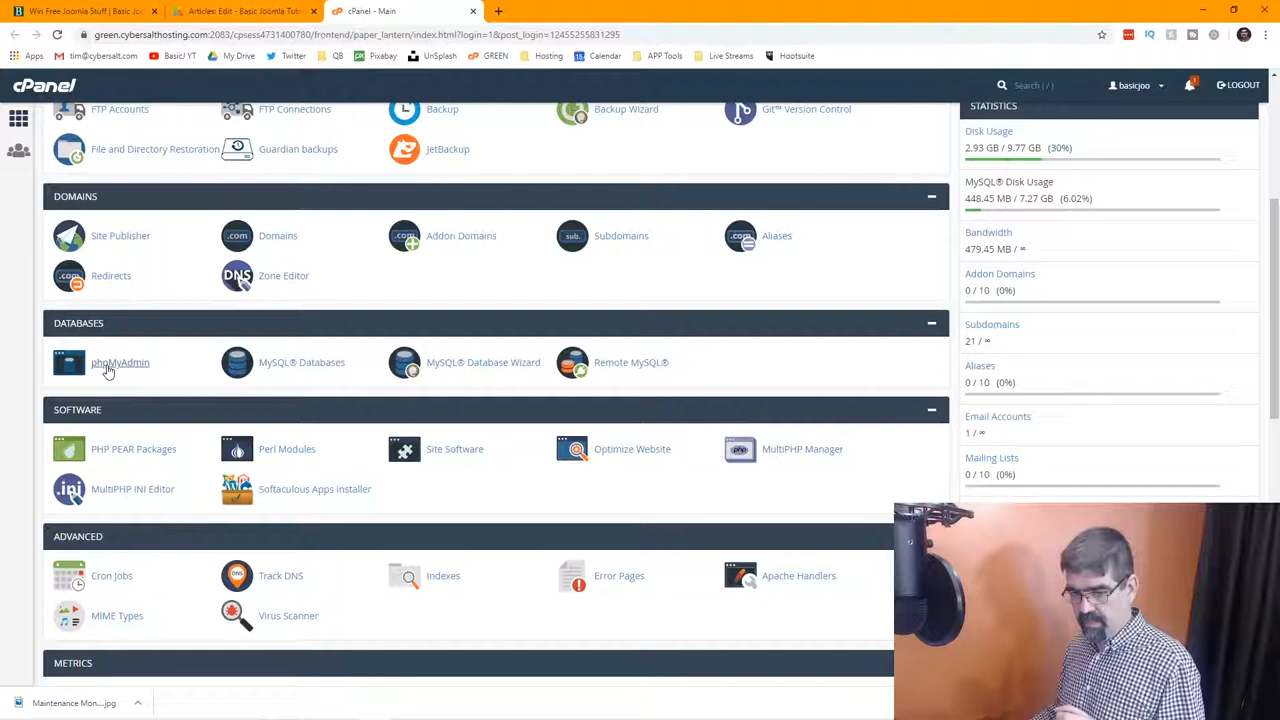 Win Free Joomla Stuff | Basic Joo
Articles: Edit - Basic Joomla Tuto
cPanel - Main
green.cybersalthosting.com:2083/cpsess4731400780/frontend/paper_lantern/index.html?login=1&post_login=12455255831295
Apps
tim@cybersalt.com
BasicJ YT
My Drive
Twitter
QB
Pixabay
UnSplash
GREEN
Hosting
Calendar
APP Tools
Live Streams
Hootsuite
cPanel
Search ( / )
basicjoo
1
LOGOUT
FTP Accounts
FTP Connections
Backup
Backup Wizard
Git™ Version Control
File and Directory Restoration
Guardian backups
JetBackup
DOMAINS
Site Publisher
Domains
Addon Domains
Subdomains
Aliases
Redirects
Zone Editor
DATABASES
phpMyAdmin
MySQL® Databases
MySQL® Database Wizard
Remote MySQL®
SOFTWARE
PHP PEAR Packages
Perl Modules
Site Software
Optimize Website
MultiPHP Manager
MultiPHP INI Editor
Softaculous Apps Installer
ADVANCED
Cron Jobs
Track DNS
Indexes
Error Pages
Apache Handlers
MIME Types
Virus Scanner
METRICS
STATISTICS
Disk Usage
2.93 GB / 9.77 GB (30%)
MySQL® Disk Usage
448.45 MB / 7.27 GB (6.02%)
Bandwidth
479.45 MB / ∞
Addon Domains
0 / 10 (0%)
Subdomains
21 / ∞
Aliases
0 / 10 (0%)
Email Accounts
1 / ∞
Mailing Lists
0 / 10 (0%)
Maintenance Mon....jpg